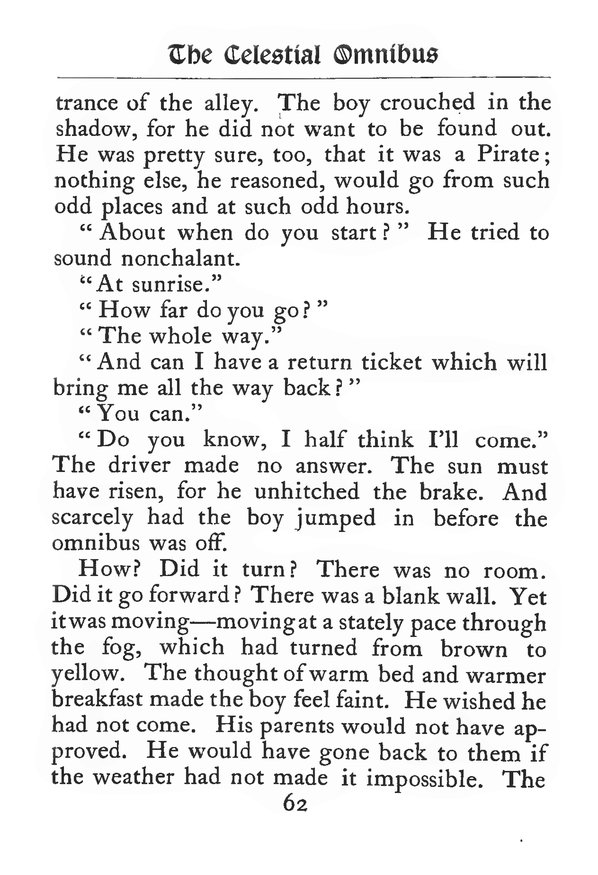 The Celestial Omnibus
trance of the alley. The boy crouched in the
shadow, for he did not want to be found out.
He was pretty sure, too, that it was a Pirate;
nothing else, he reasoned, would go from such
odd places and at such odd hours.
“ About when do you start ? ” He tried to
sound nonchalant.
“ At sunrise.”
“ How far do you go ? ”
“ The whole way.”
“ And can I have a return ticket which will
bring me all the way back ? ”
“ You can.”
“ Do you know, I half think I’ll come.”
The driver made no answer. The sun must
have risen, for he unhitched the brake. And
scarcely had the boy jumped in before the
omnibus was off.
How? Did it turn? There was no room.
Did it go forward ? There was a blank wall. Yet
it was moving—moving at a stately pace through
the fog, which had turned from brown to
yellow. The thought of warm bed and warmer
breakfast made the boy feel faint. He wished he
had not come. His parents would not have ap-
proved. He would have gone back to them if
the weather had not made it impossible. The
62